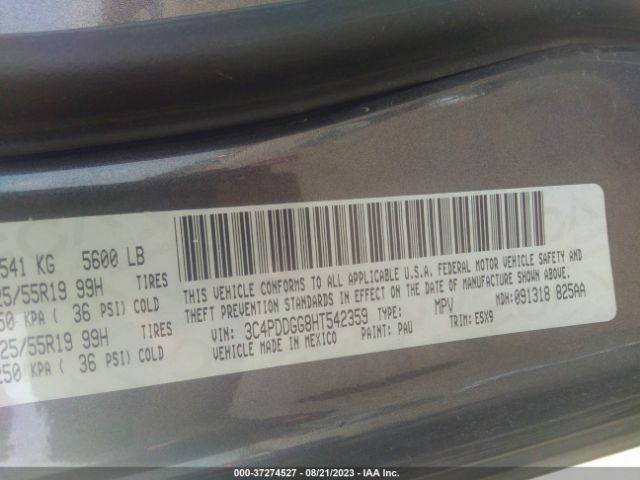 541 KG 5600 LB
25/55R19 99H TIRES
50 KPA ( 36 PSI) COLD
25/55R19 99H TIRES
250 KPA ( 36 PSI) COLD
THIS VEHICLE CONFORMS TO ALL APPLICABLE U.S.A. FEDERAL MOTOR VEHICLE SAFETY AND
THEFT PREVENTION STANDARDS IN EFFECT ON THE DATE OF MANUFACTURE SHOWN ABOVE.
VIN: 3C4PDDGG8HT542359 TYPE: MPV MDH: 091318 825AA
VEHICLE MADE IN MEXICO PAINT: PAU TRIM: E5X9
000-37274527 - 08/21/2023 - IAA Inc.